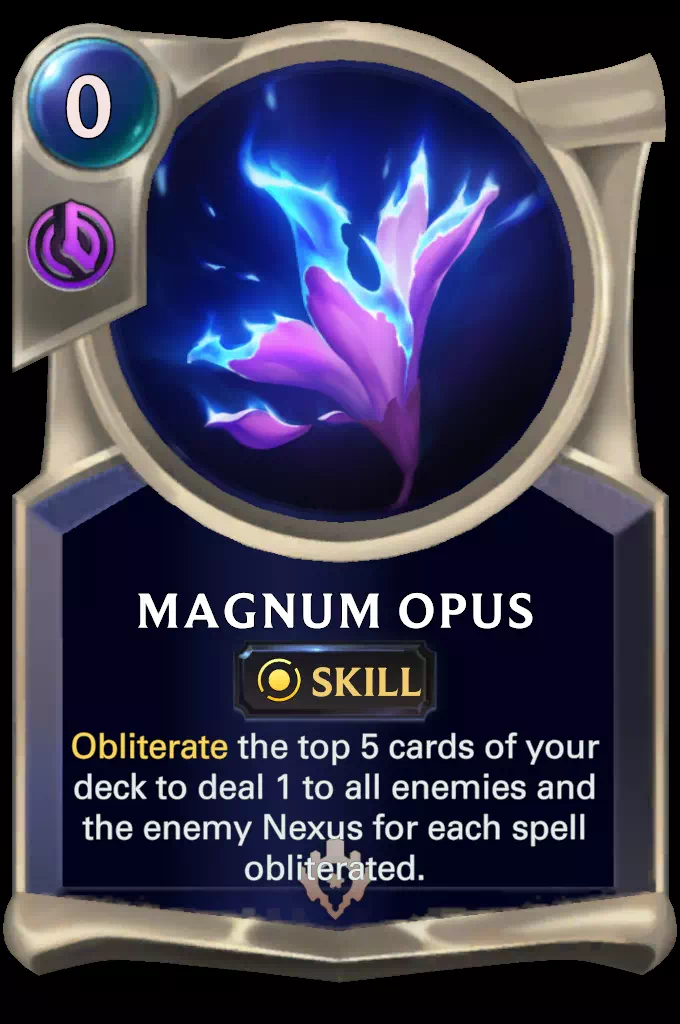 0
MAGNUM OPUS
SKILL
Obliterate the top 5 cards of your
deck to deal 1 to all enemies and
the enemy Nexus for each spell
obliterated.